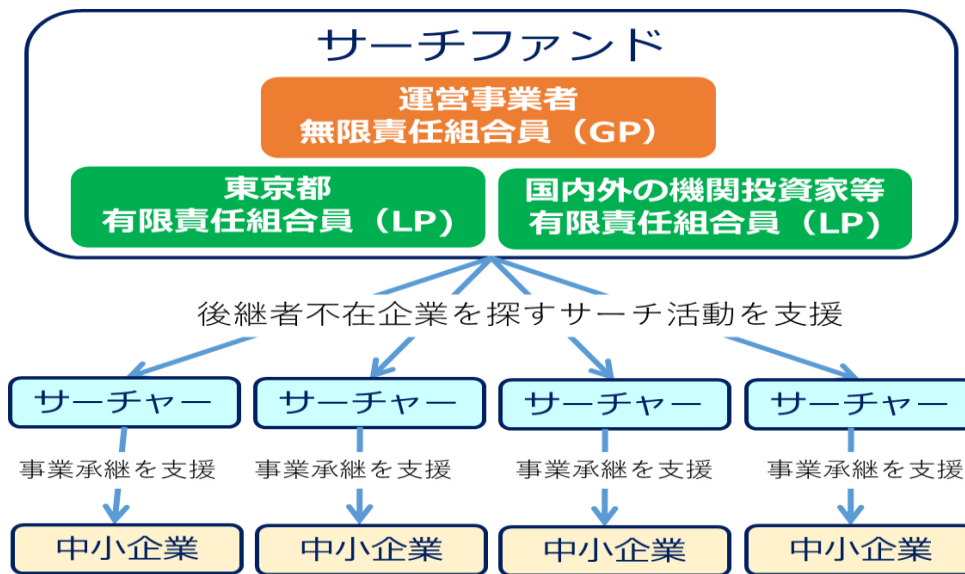 サーチファンド
運営事業者
無限責任組合員（GP）
東京都
有限責任組合員（LP)
国内外の機関投資家等
有限責任組合員（LP)
後継者不在企業を探すサーチ活動を支援
サーチャー
サーチャー
サーチャー
サーチャー
事業承継を支援
事業承継を支援
事業承継を支援
事業承継を支援
中小企業
中小企業
中小企業
中小企業